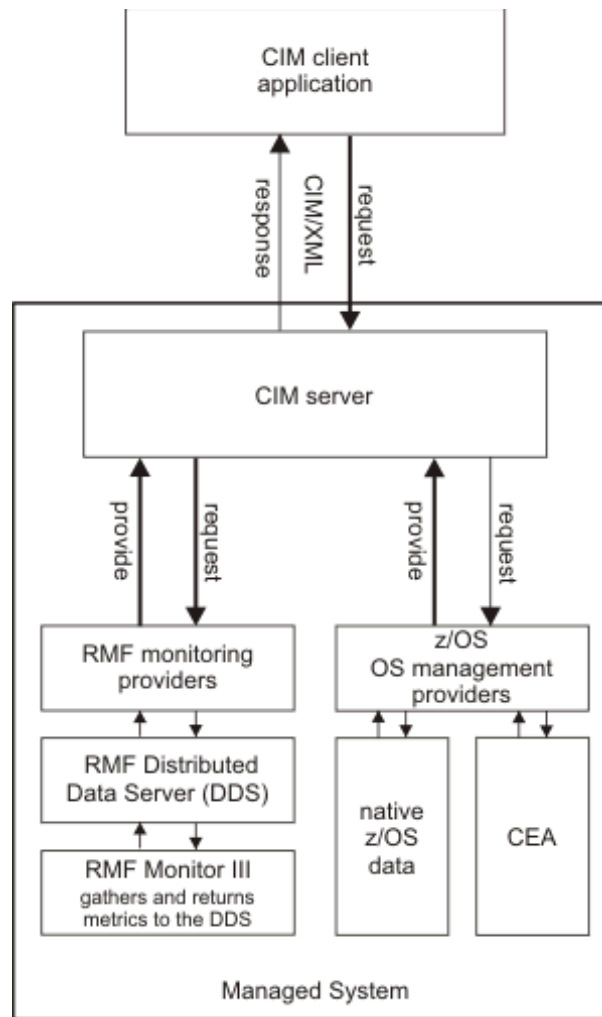 CIM client
application
response
CIM/XML
request
CIM server
provide
request
provide
request
RMF monitoring
providers
z/OS
OS management
providers
RMF Distributed
Data Server (DDS)
native
z/OS
data
CEA
RMF Monitor III
gathers and returns
metrics to the DDS
Managed System